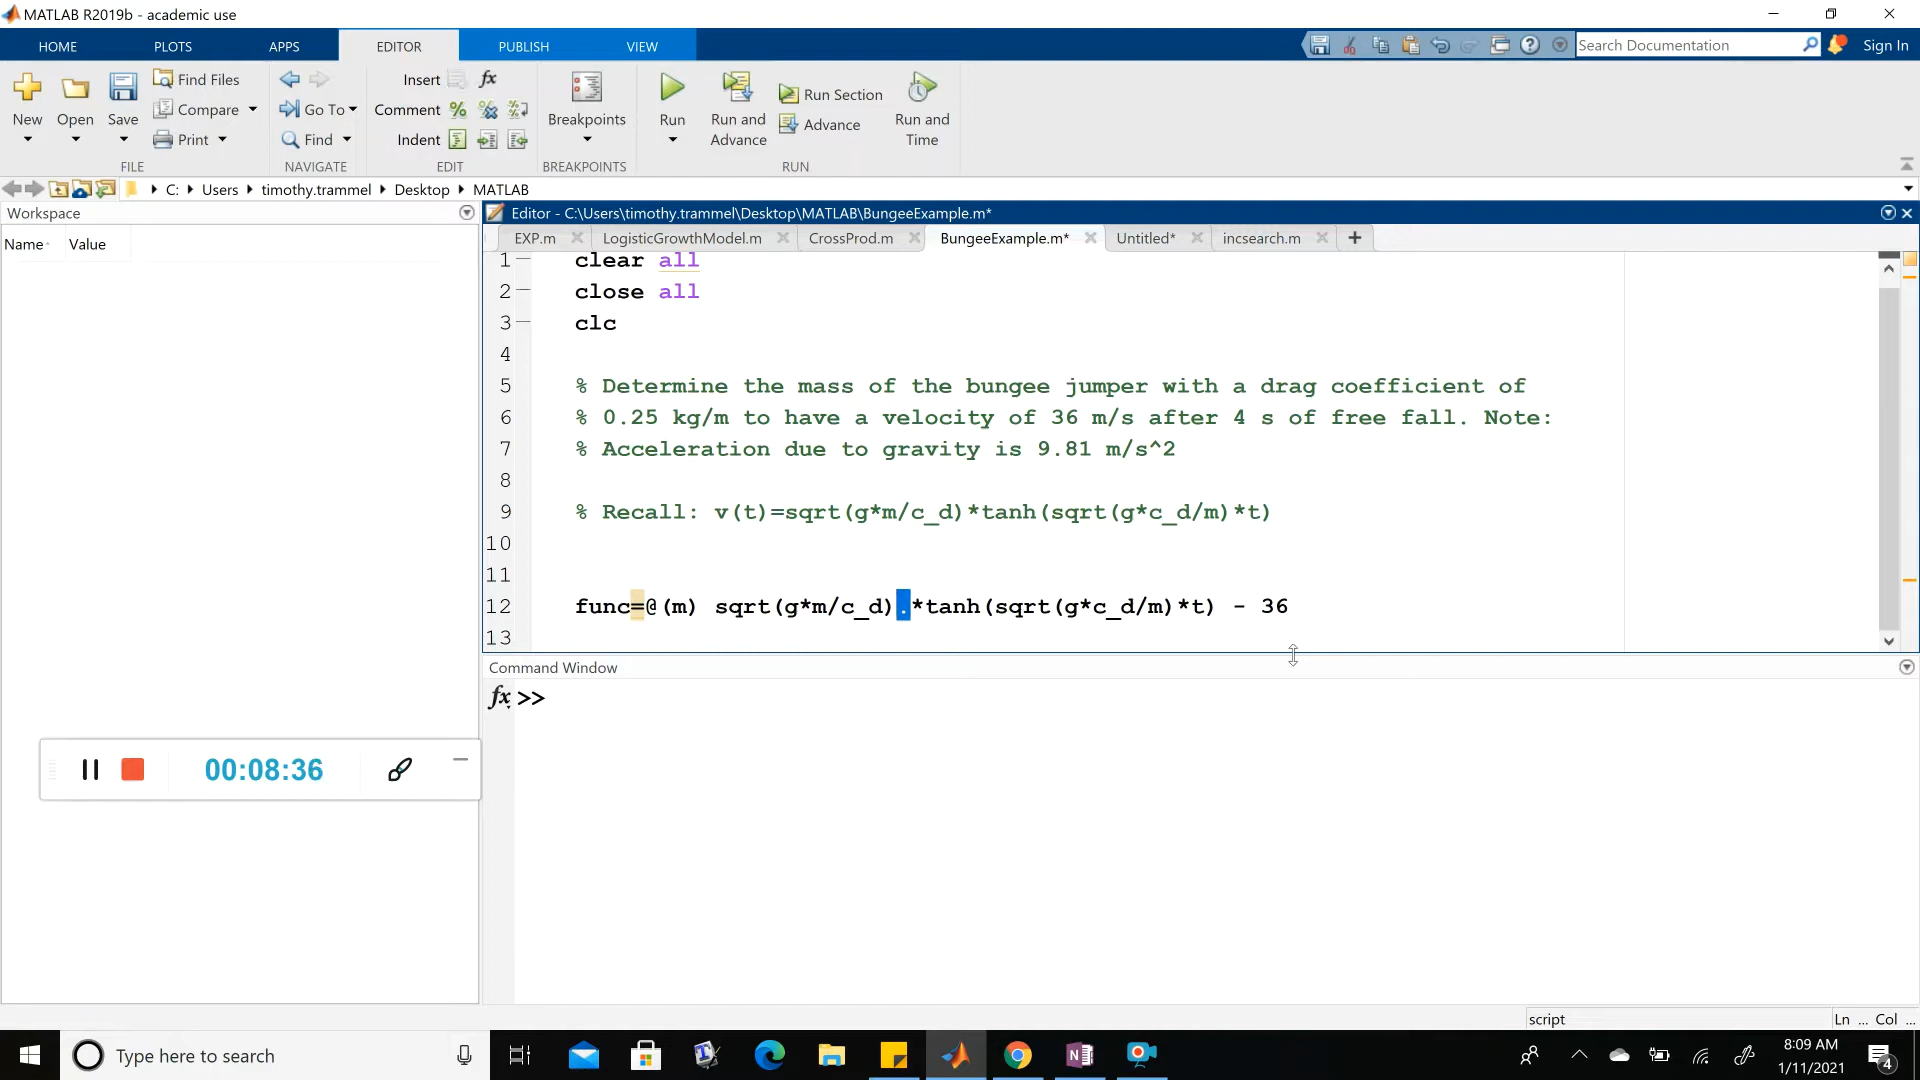 MATLAB R2019b - academic use
HOME PLOTS APPS EDITOR PUBLISH VIEW
Search Documentation Sign In
New Open Save Find Files Compare Print
FILE
Go To Find
NAVIGATE
Insert fx
Comment
Indent
EDIT
Breakpoints
BREAKPOINTS
Run Run and Advance Run Section Advance Run and Time
RUN
C: Users timothy.trammel Desktop MATLAB
Workspace
Name Value
Editor - C:\Users\timothy.trammel\Desktop\MATLAB\BungeeExample.m*
EXP.m LogisticGrowthModel.m CrossProd.m BungeeExample.m* Untitled* incsearch.m
1 clear all
2 close all
3 clc
4
5 % Determine the mass of the bungee jumper with a drag coefficient of
6 % 0.25 kg/m to have a velocity of 36 m/s after 4 s of free fall. Note:
7 % Acceleration due to gravity is 9.81 m/s^2
8
9 % Recall: v(t)=sqrt(g*m/c_d)*tanh(sqrt(g*c_d/m)*t)
10
11
12 func=@(m) sqrt(g*m/c_d).*tanh(sqrt(g*c_d/m)*t) - 36
13
Command Window
fx >>
00:08:36
script Ln ... Col ...
Type here to search
8:09 AM
1/11/2021
4